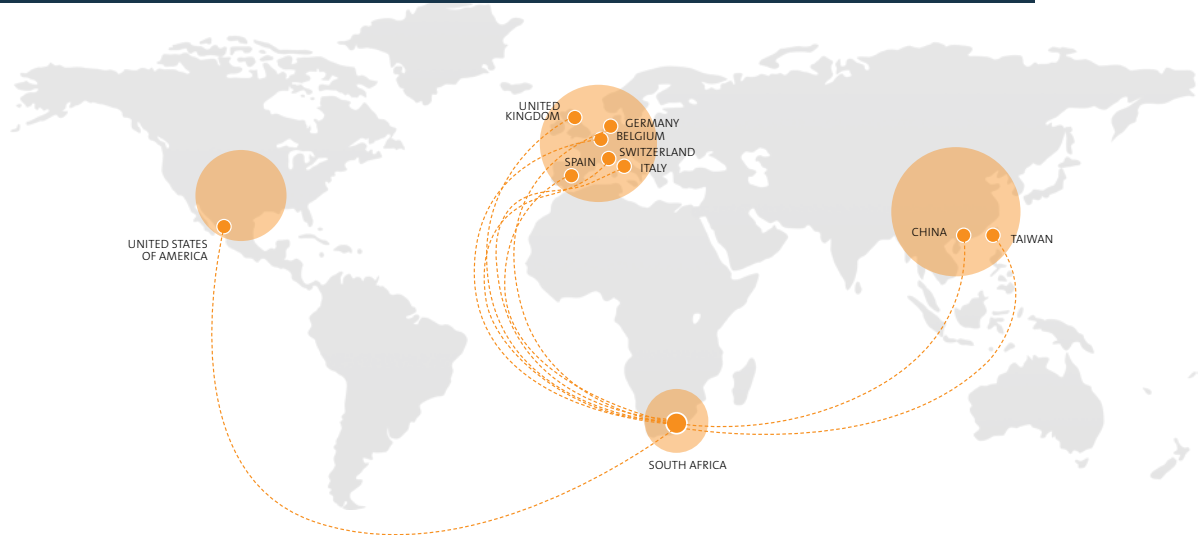 UNITED
KINGDOM
GERMANY
BELGIUM
SWITZERLAND
SPAIN
ITALY
CHINA
TAIWAN
UNITED STATES
OF AMERICA
SOUTH AFRICA